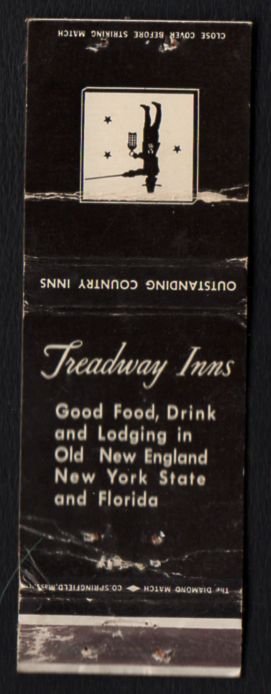 CLOSE COVER BEFORE STRIKING MATCH
OUTSTANDING COUNTRY INNS
Treadway Inns
Good Food, Drink
and Lodging in
Old New England
New York State
and Florida
The DIAMOND MATCH CO. SPRINGFIELD, Mass.